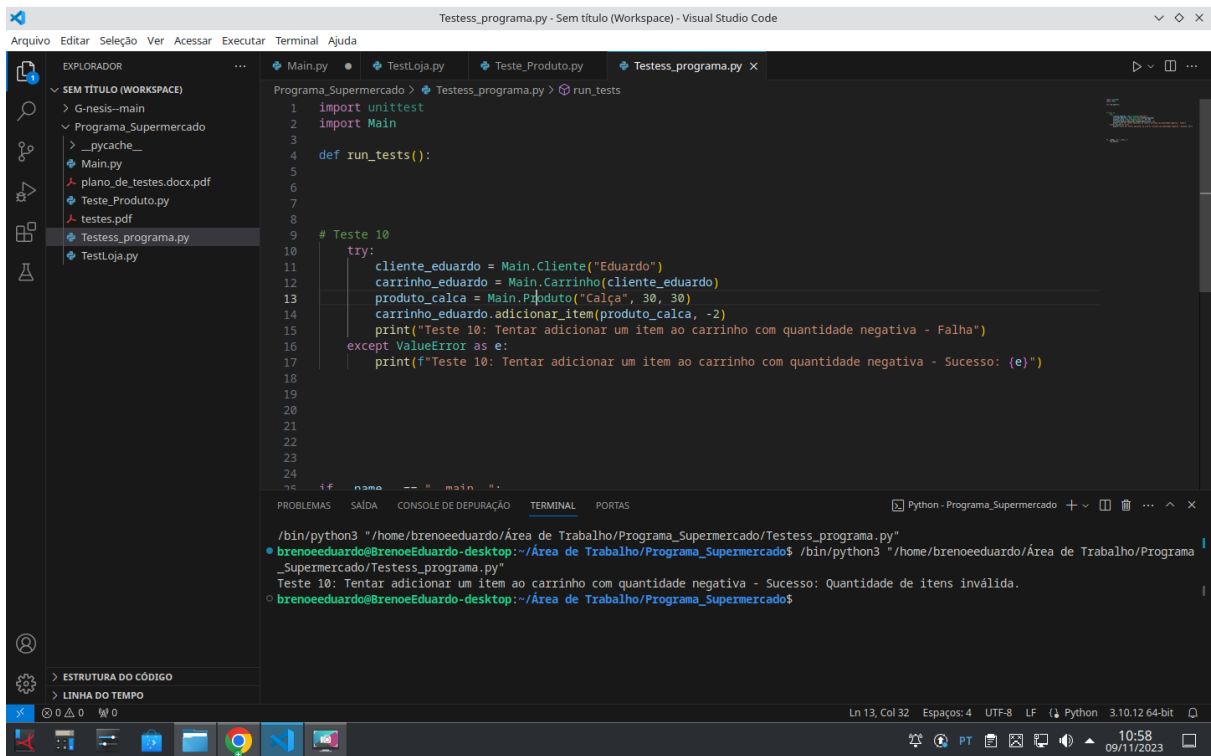 Testess_programa.py - Sem título (Workspace) - Visual Studio Code
Arquivo Editar Seleção Ver Acessar Executar Terminal Ajuda
EXPLORADOR ...
SEM TÍTULO (WORKSPACE)
> G-nesis--main
Programa_Supermercado
> __pycache__
Main.py
plano_de_testes.docx.pdf
Teste_Produto.py
testes.pdf
Testess_programa.py
TestLoja.py
> ESTRUTURA DO CÓDIGO
> LINHA DO TEMPO
1
Main.py ● TestLoja.py Teste_Produto.py Testess_programa.py ×
Programa_Supermercado > Testess_programa.py > run_tests
1 import unittest
2 import Main
3
4 def run_tests():
5
6
7
8
9 # Teste 10
10 try:
11 cliente_eduardo = Main.Cliente("Eduardo")
12 carrinho_eduardo = Main.Carrinho(cliente_eduardo)
13 produto_calca = Main.Produto("Calça", 30, 30)
14 carrinho_eduardo.adicionar_item(produto_calca, -2)
15 print("Teste 10: Tentar adicionar um item ao carrinho com quantidade negativa - Falha")
16 except ValueError as e:
17 print(f"Teste 10: Tentar adicionar um item ao carrinho com quantidade negativa - Sucesso: {e}")
18
19
20
21
22
23
24
25 if __name__ == "__main__":
PROBLEMAS SAÍDA CONSOLE DE DEPURAÇÃO TERMINAL PORTAS
Python - Programa_Supermercado
/bin/python3 "/home/brenoeeduardo/Área de Trabalho/Programa_Supermercado/Testess_programa.py"
brenoeeduardo@BrenoeEduardo-desktop:~/Área de Trabalho/Programa_Supermercado$ /bin/python3 "/home/brenoeeduardo/Área de Trabalho/Programa
_Supermercado/Testess_programa.py"
Teste 10: Tentar adicionar um item ao carrinho com quantidade negativa - Sucesso: Quantidade de itens inválida.
brenoeeduardo@BrenoeEduardo-desktop:~/Área de Trabalho/Programa_Supermercado$
0 0 0
Ln 13, Col 32 Espaços: 4 UTF-8 LF Python 3.10.12 64-bit
PT
10:58
09/11/2023